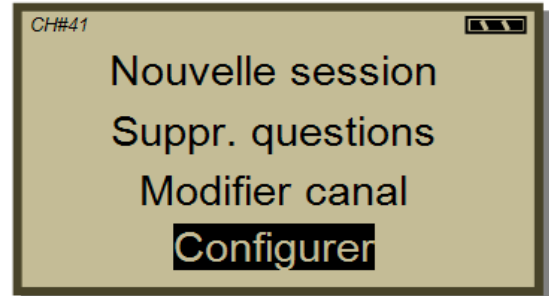 CH#41
Nouvelle session
Suppr. questions
Modifier canal
Configurer